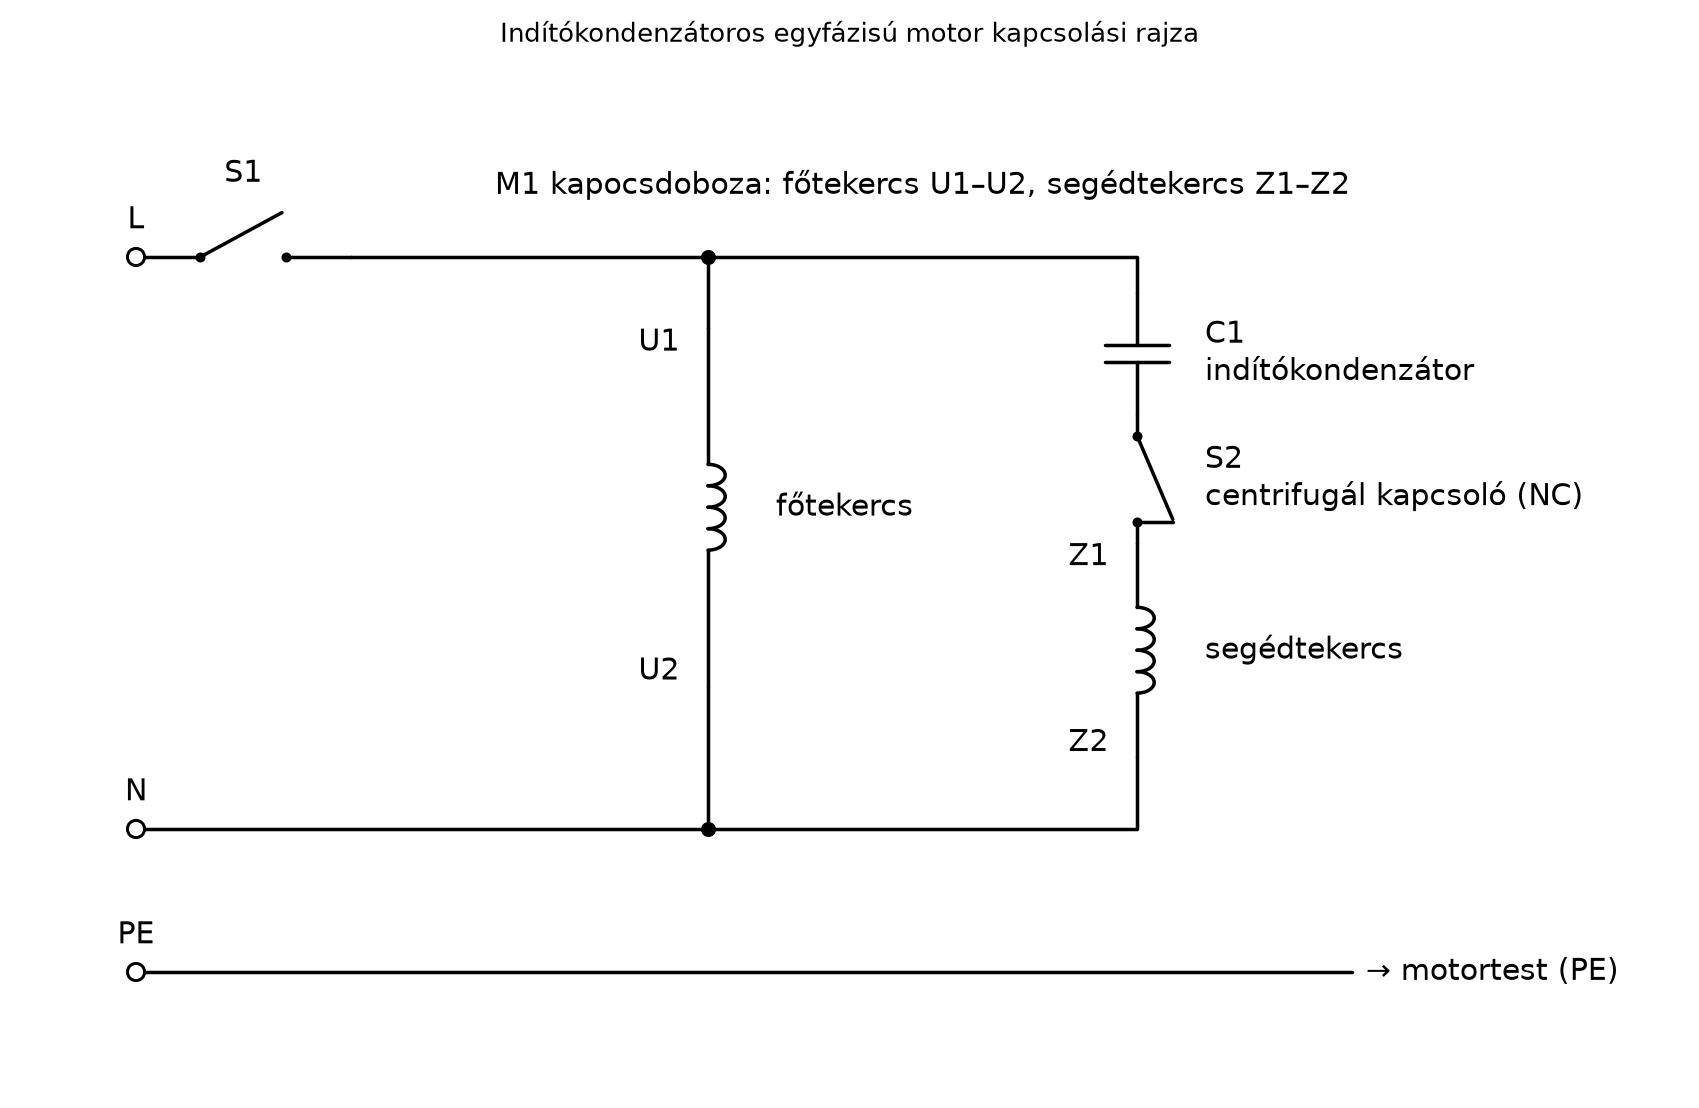 Indítókondenzátoros egyfázisú motor kapcsolási rajza
S1
M1 kapocsdoboza: főtekercs U1–U2, segédtekercs Z1–Z2
L
U1
C1
indítókondenzátor
S2
centrifugál kapcsoló (NC)
főtekercs
Z1
segédtekercs
U2
Z2
N
PE
→ motortest (PE)